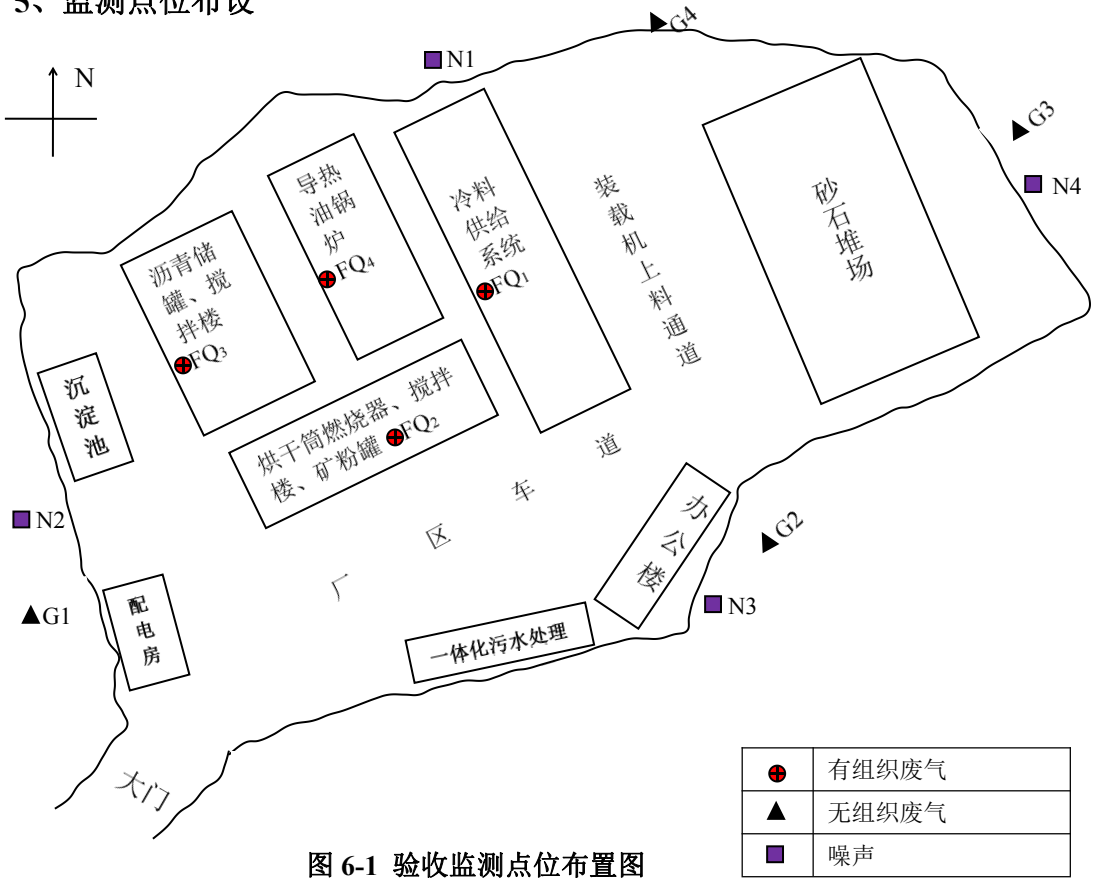 5、监测点位布设
G4
N1
N
G3
N4
导热
油锅
炉
FQ4
冷料
供给
系统
FQ1
装载机上料通道
砂石堆场
沥青储
罐、搅
拌楼
FQ3
沉淀池
烘干筒燃烧器、搅拌
楼、矿粉罐 FQ2
厂区车道
办公楼
G2
N2
N3
G1
配电房
一体化污水处理
大门
有组织废气
无组织废气
噪声
图 6-1 验收监测点位布置图